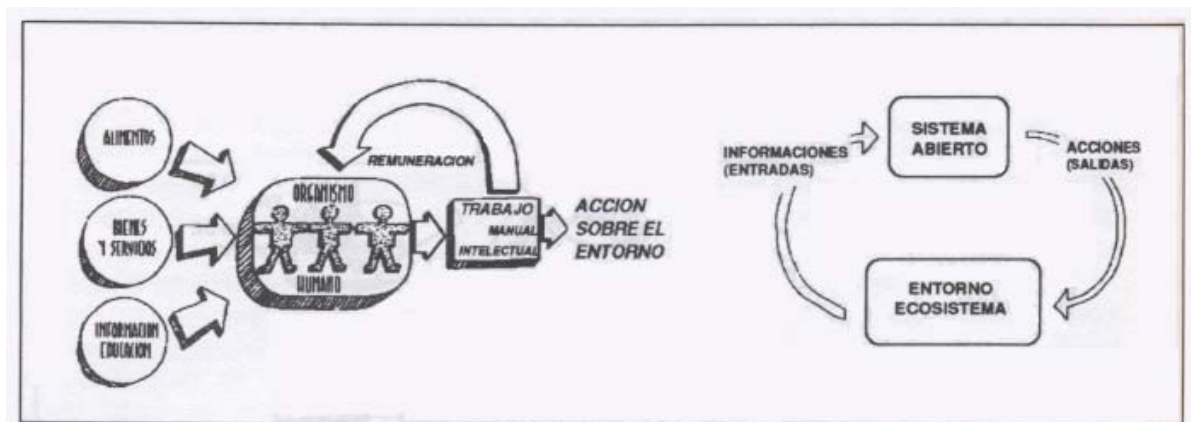 ALIMENTOS
BIENES
Y SERVICIOS
INFORMACION
EDUCACION
REMUNERACION
ORGANISMO
HUMANO
TRABAJO
MANUAL
INTELECTUAL
ACCION
SOBRE EL
ENTORNO
INFORMACIONES
(ENTRADAS)
SISTEMA
ABIERTO
ACCIONES
(SALIDAS)
ENTORNO
ECOSISTEMA